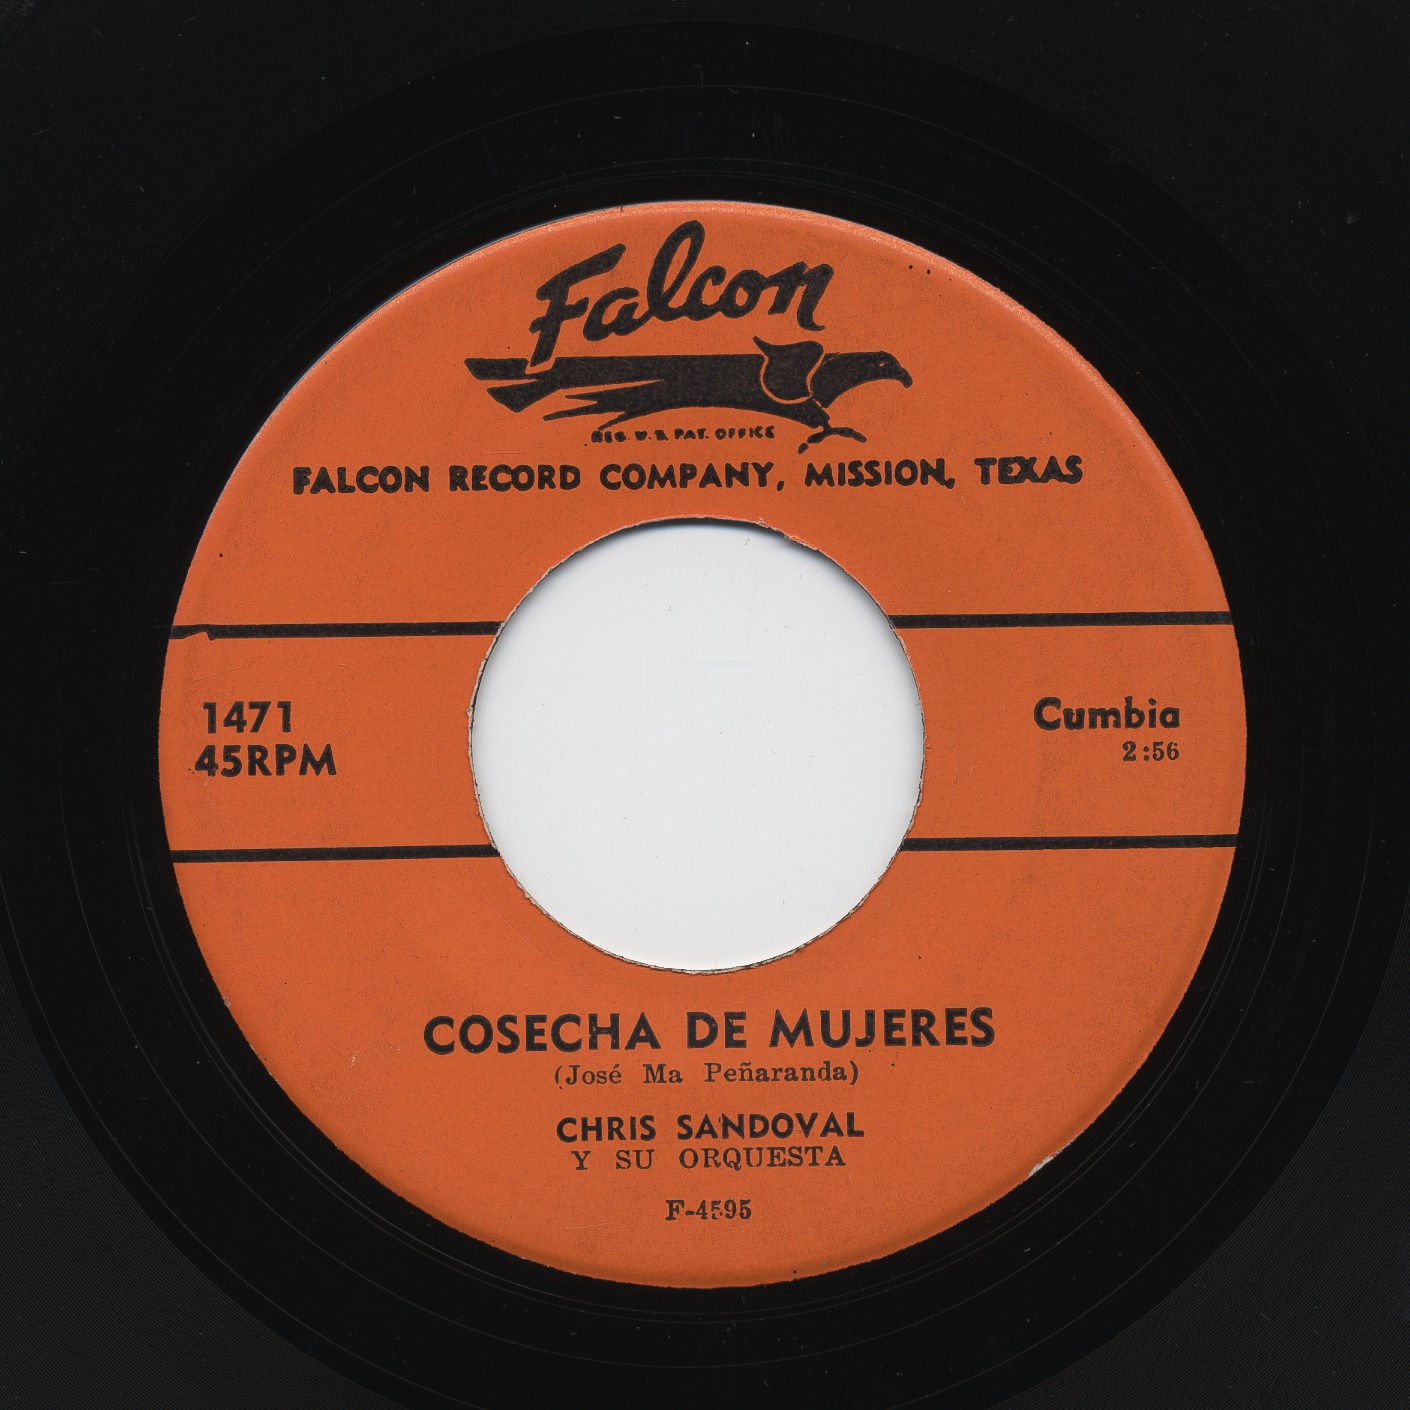 Falcon
REG. U.S. PAT. OFFICE
FALCON RECORD COMPANY, MISSION, TEXAS
1471
45RPM
Cumbia
2:56
COSECHA DE MUJERES
(José Ma Peñaranda)
CHRIS SANDOVAL
Y SU ORQUESTA
F-4595